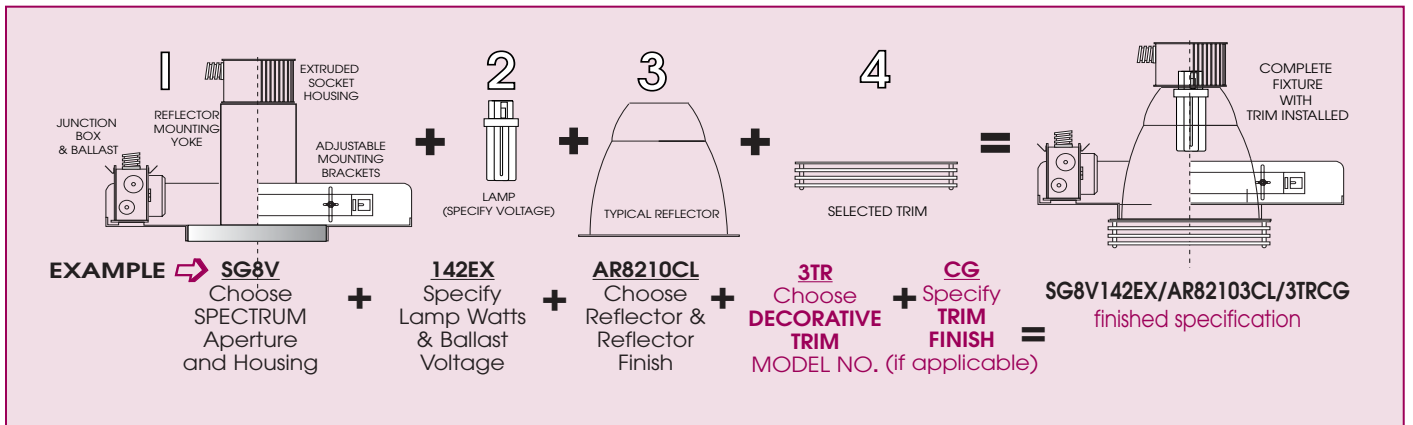 1
2
3
4
EXTRUDED
SOCKET
HOUSING
REFLECTOR
MOUNTING
YOKE
JUNCTION
BOX
& BALLAST
ADJUSTABLE
MOUNTING
BRACKETS
+
LAMP
(SPECIFY VOLTAGE)
+
TYPICAL REFLECTOR
+
SELECTED TRIM
=
COMPLETE
FIXTURE
WITH
TRIM INSTALLED
EXAMPLE
SG8V
Choose
SPECTRUM
Aperture
and Housing
+
142EX
Specify
Lamp Watts
& Ballast
Voltage
+
AR8210CL
Choose
Reflector &
Reflector
Finish
+
3TR
Choose
DECORATIVE
TRIM
MODEL NO.
+
CG
Specify
TRIM
FINISH
(if applicable)
=
SG8V142EX/AR82103CL/3TRCG
finished specification